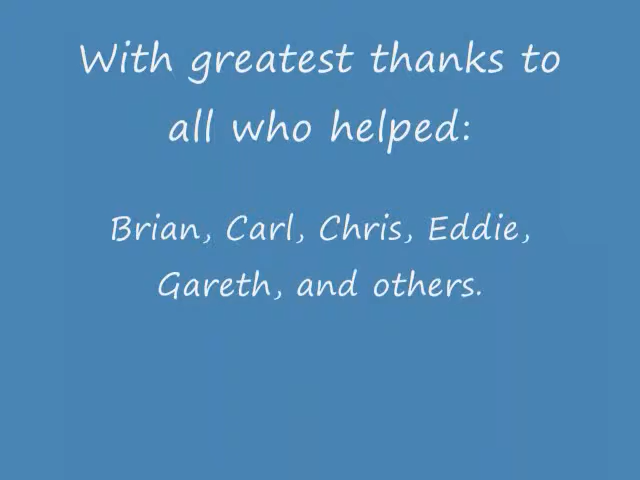 With greatest thanks to
all who helped:
Brian, Carl, Chris, Eddie,
Gareth, and others.